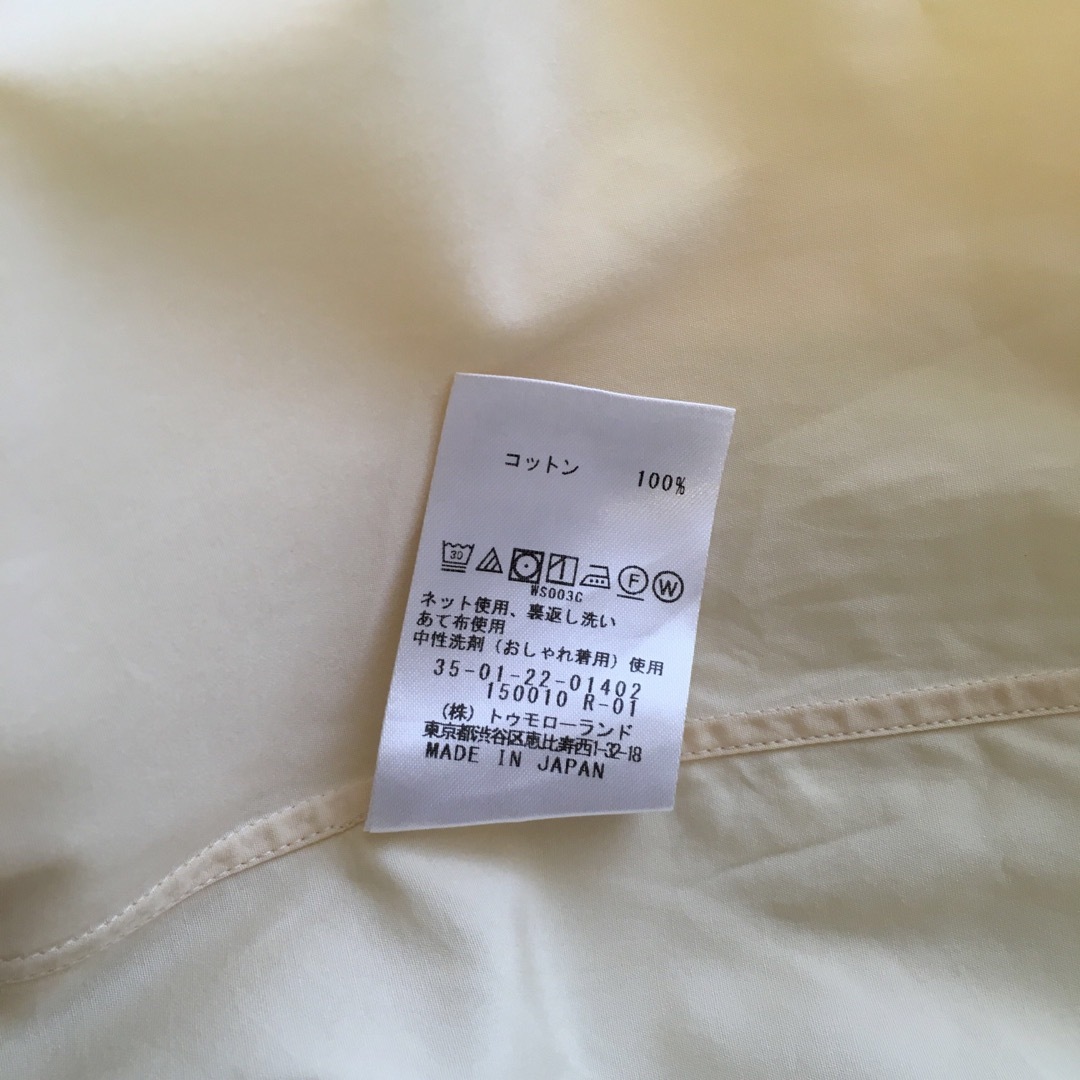 コットン 100%
30 F W
WS003C
ネット使用、裏返し洗い
あて布使用
中性洗剤(おしゃれ着用)使用
35-01-22-01402
150010 R-01
(株)トゥモローランド
東京都渋谷区恵比寿西1-32-18
MADE IN JAPAN